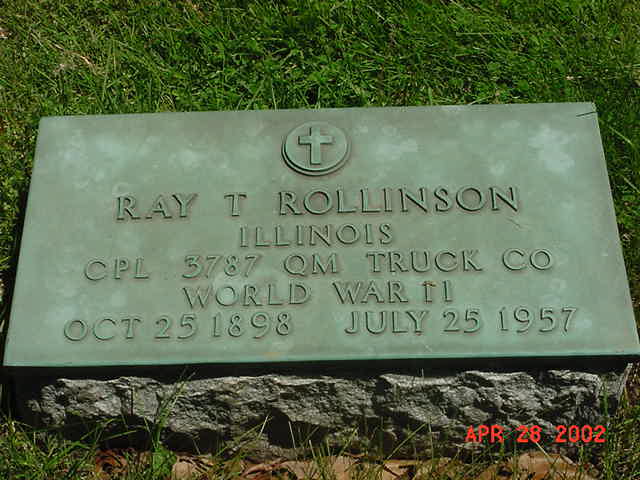 RAY T ROLLINSON
ILLINOIS
CPL 3787 QM TRUCK CO
WORLD WAR II
OCT 25 1898 JULY 25 1957
APR 28 2002